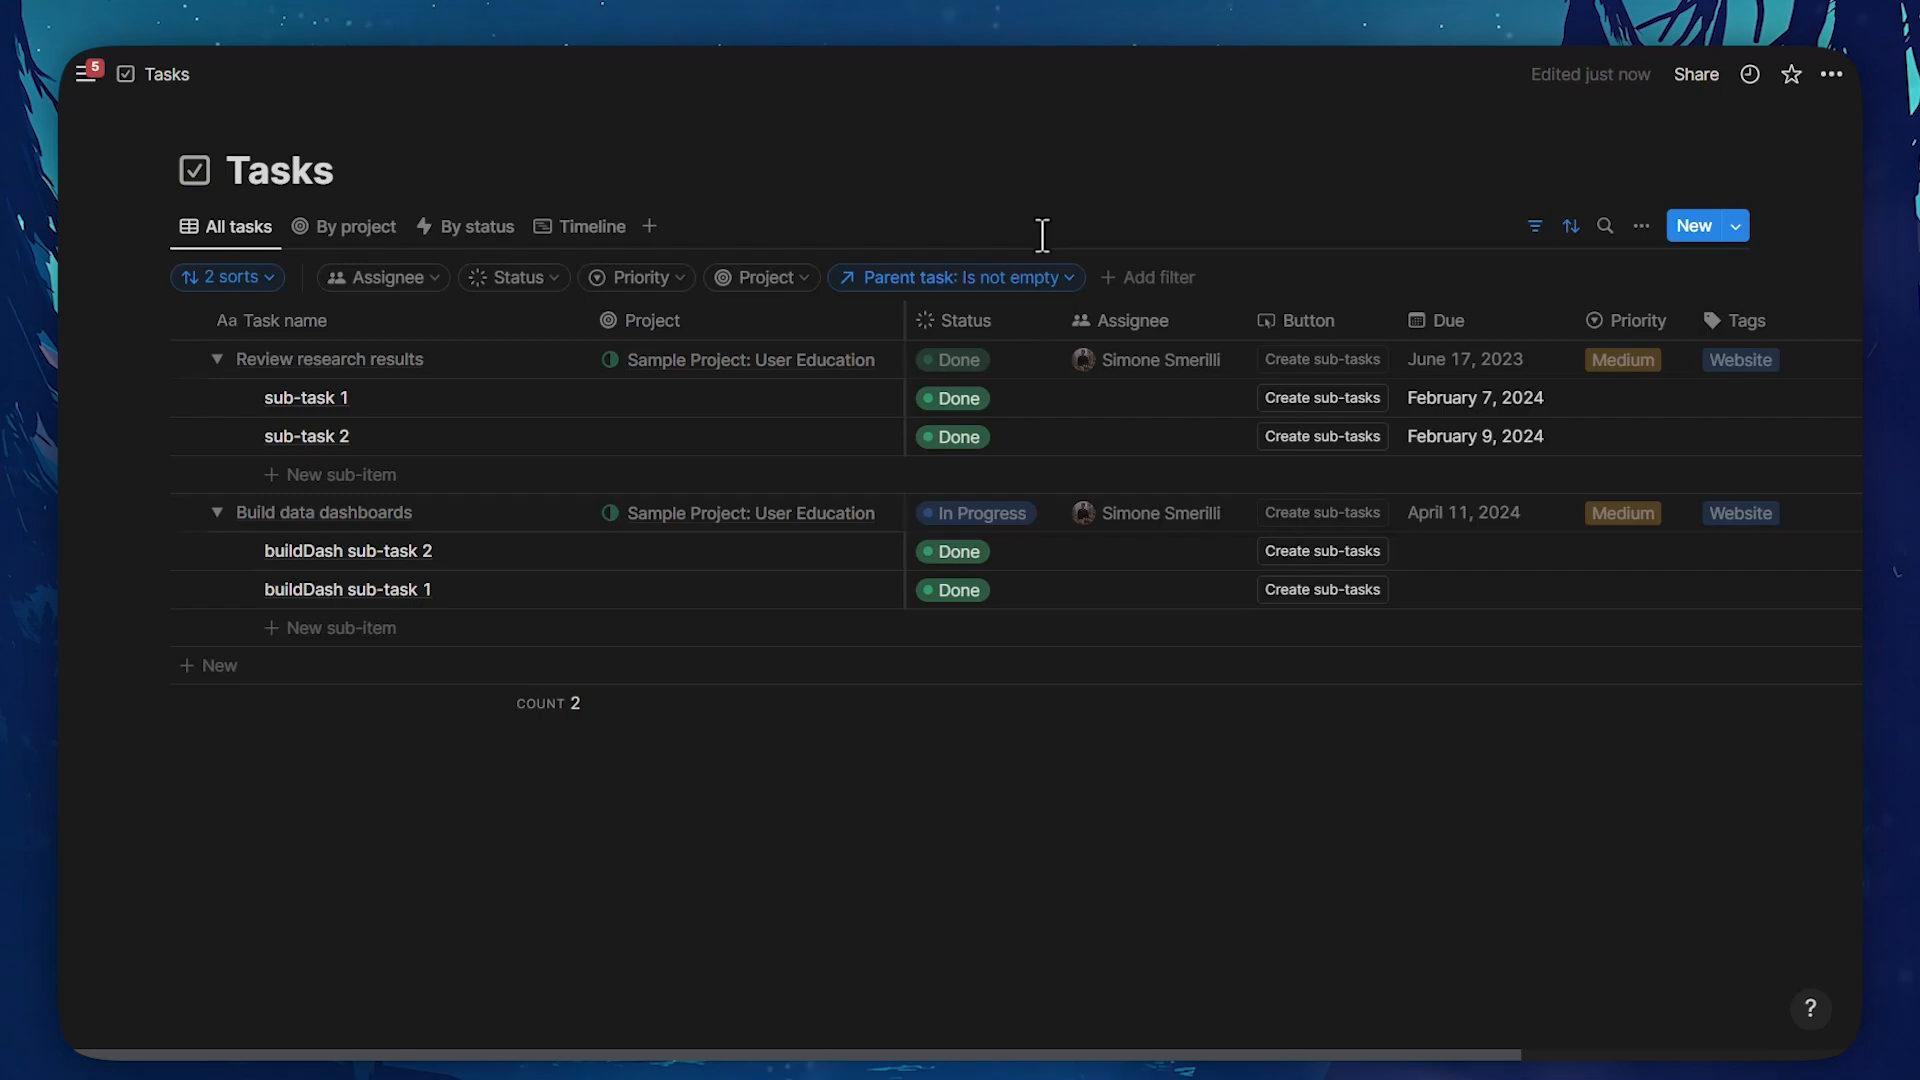 5 Tasks Edited just now Share
Tasks
All tasks By project By status Timeline New
2 sorts Assignee Status Priority Project Parent task: Is not empty Add filter
Aa Task name Project Status Assignee Button Due Priority Tags
Review research results Sample Project: User Education Done Simone Smerilli Create sub-tasks June 17, 2023 Medium Website
sub-task 1 Done Create sub-tasks February 7, 2024
sub-task 2 Done Create sub-tasks February 9, 2024
+ New sub-item
Build data dashboards Sample Project: User Education In Progress Simone Smerilli Create sub-tasks April 11, 2024 Medium Website
buildDash sub-task 2 Done Create sub-tasks
buildDash sub-task 1 Done Create sub-tasks
+ New sub-item
+ New
COUNT 2
?